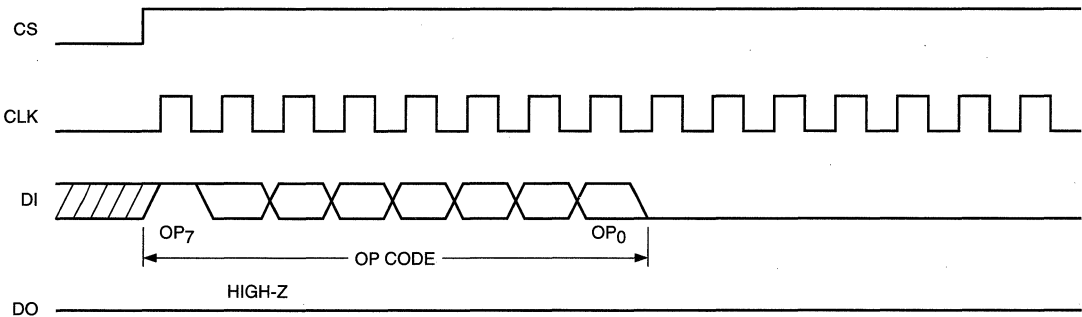 CS
CLK
DI
OP7
OP0
OP CODE
HIGH-Z
DO